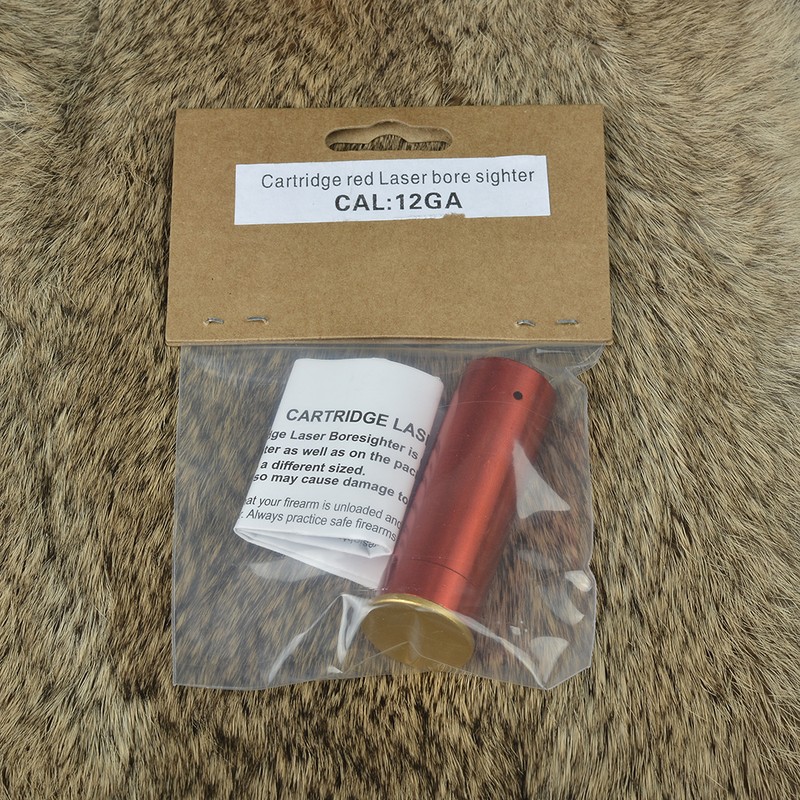 Cartridge red Laser bore sighter
CAL:12GA
CARTRIDGE LAS
ge Laser Boresighter is
ter as well as on the pac
a different sized.
so may cause damage to
at your firearm is unloaded and
. Always practice safe firearms